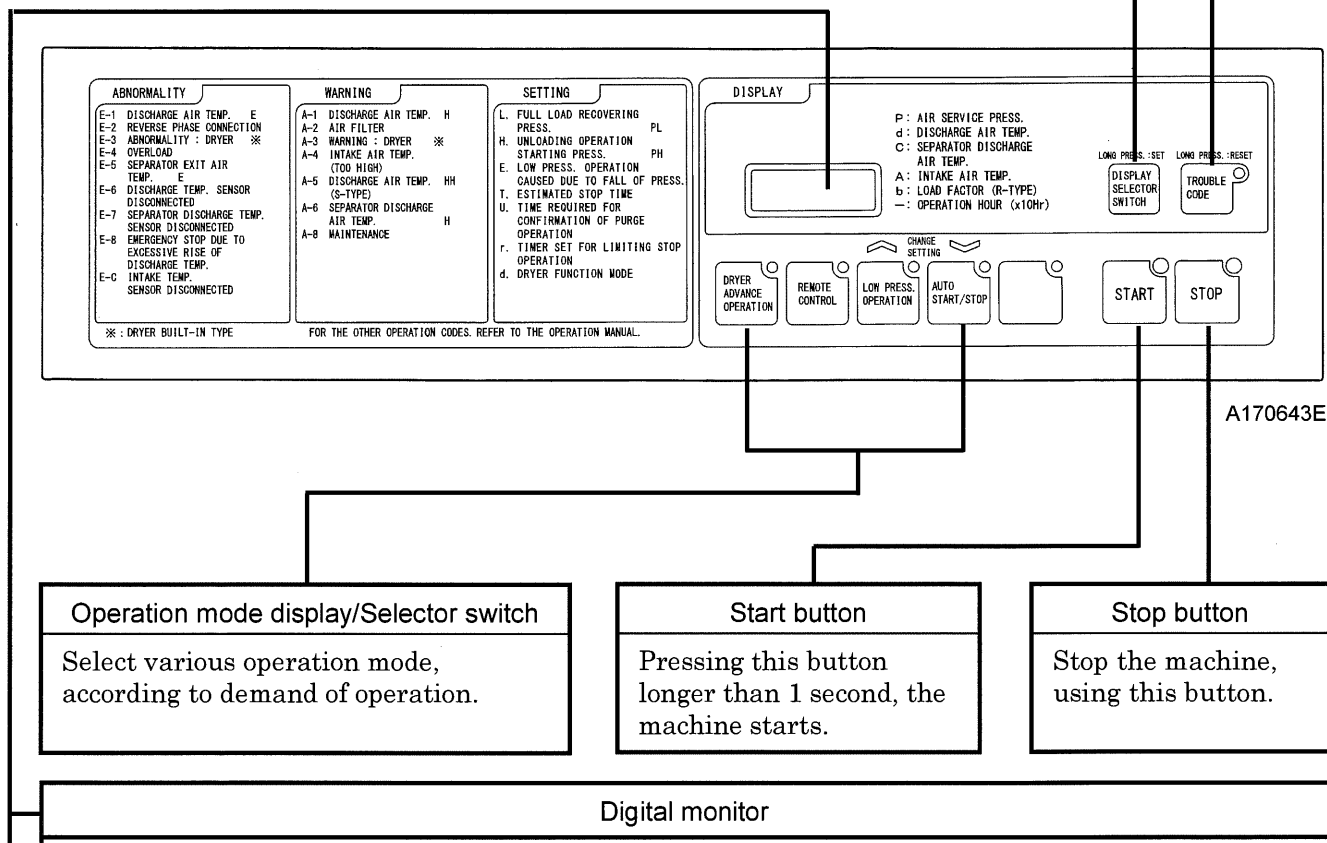 ABNORMALITY
E-1 DISCHARGE AIR TEMP. E
E-2 REVERSE PHASE CONNECTION
E-3 ABNORMALITY : DRYER ※
E-4 OVERLOAD
E-5 SEPARATOR EXIT AIR
TEMP. E
E-6 DISCHARGE TEMP. SENSOR
DISCONNECTED
E-7 SEPARATOR DISCHARGE TEMP.
SENSOR DISCONNECTED
E-8 EMERGENCY STOP DUE TO
EXCESSIVE RISE OF
DISCHARGE TEMP.
E-C INTAKE TEMP.
SENSOR DISCONNECTED
WARNING
A-1 DISCHARGE AIR TEMP. H
A-2 AIR FILTER
A-3 WARNING : DRYER ※
A-4 INTAKE AIR TEMP.
(TOO HIGH)
A-5 DISCHARGE AIR TEMP. HH
(S-TYPE)
A-6 SEPARATOR DISCHARGE
AIR TEMP. H
A-8 MAINTENANCE
SETTING
L. FULL LOAD RECOVERING
PRESS. PL
H. UNLOADING OPERATION
STARTING PRESS. PH
E. LOW PRESS. OPERATION
CAUSED DUE TO FALL OF PRESS.
T. ESTIMATED STOP TIME
U. TIME REQUIRED FOR
CONFIRMATION OF PURGE
OPERATION
r. TIMER SET FOR LIMITING STOP
OPERATION
d. DRYER FUNCTION MODE
※ : DRYER BUILT-IN TYPE
FOR THE OTHER OPERATION CODES. REFER TO THE OPERATION MANUAL.
DISPLAY
P : AIR SERVICE PRESS.
d : DISCHARGE AIR TEMP.
C : SEPARATOR DISCHARGE
AIR TEMP.
A : INTAKE AIR TEMP.
b : LOAD FACTOR (R-TYPE)
— : OPERATION HOUR (x10Hr)
LONG PRESS. :SET
DISPLAY
SELECTOR
SWITCH
LONG PRESS. :RESET
TROUBLE
CODE
CHANGE
SETTING
DRYER
ADVANCE
OPERATION
REMOTE
CONTROL
LOW PRESS.
OPERATION
AUTO
START/STOP
START
STOP
A170643E
Operation mode display/Selector switch
Select various operation mode,
according to demand of operation.
Start button
Pressing this button
longer than 1 second, the
machine starts.
Stop button
Stop the machine,
using this button.
Digital monitor